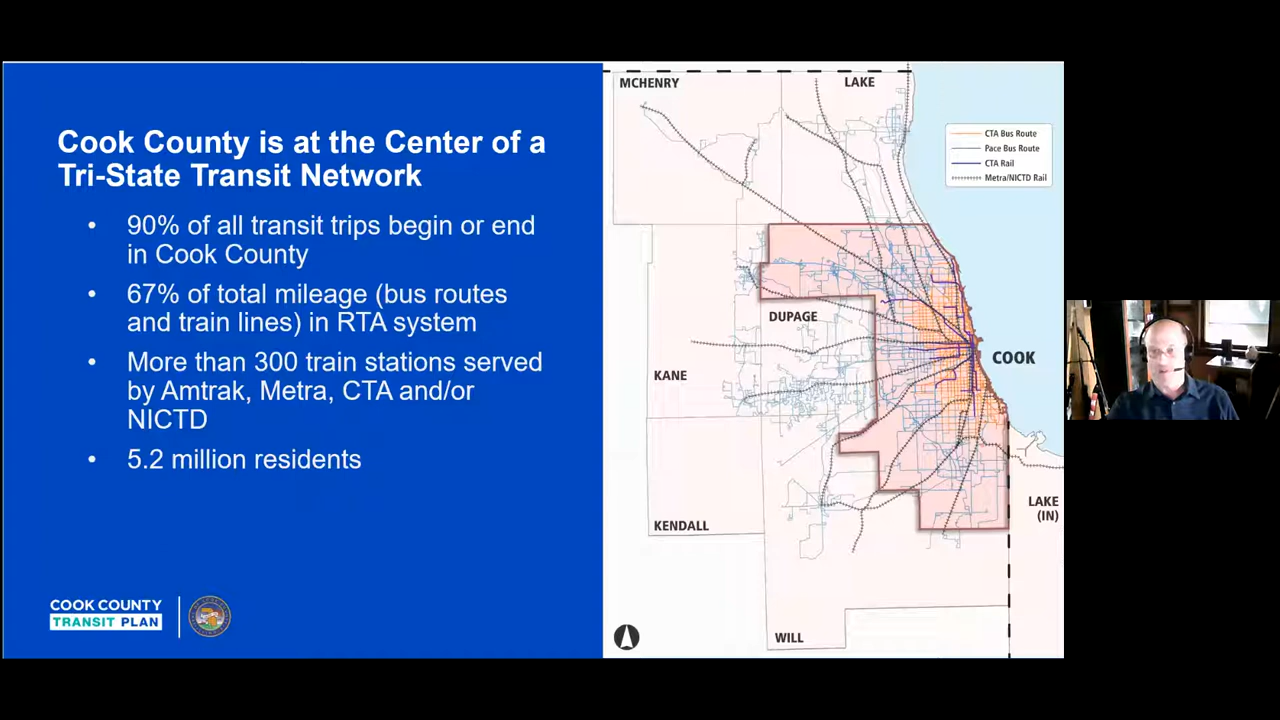 Cook County is at the Center of a
Tri-State Transit Network
• 90% of all transit trips begin or end
in Cook County
• 67% of total mileage (bus routes
and train lines) in RTA system
• More than 300 train stations served
by Amtrak, Metra, CTA and/or
NICTD
• 5.2 million residents
COOK COUNTY
TRANSIT PLAN
MCHENRY
LAKE
CTA Bus Route
Pace Bus Route
CTA Rail
Metra/NICTD Rail
DUPAGE
COOK
KANE
LAKE
(IN)
KENDALL
WILL